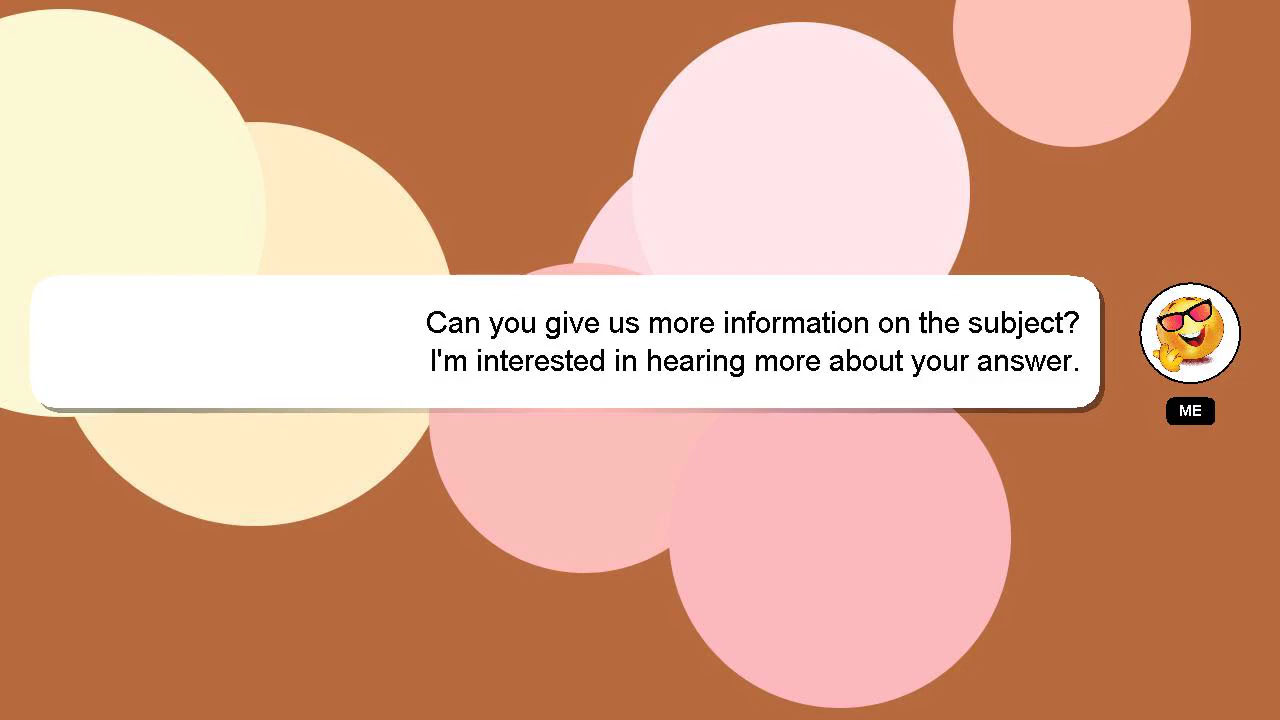 Can you give us more information on the subject?
I'm interested in hearing more about your answer.
ME